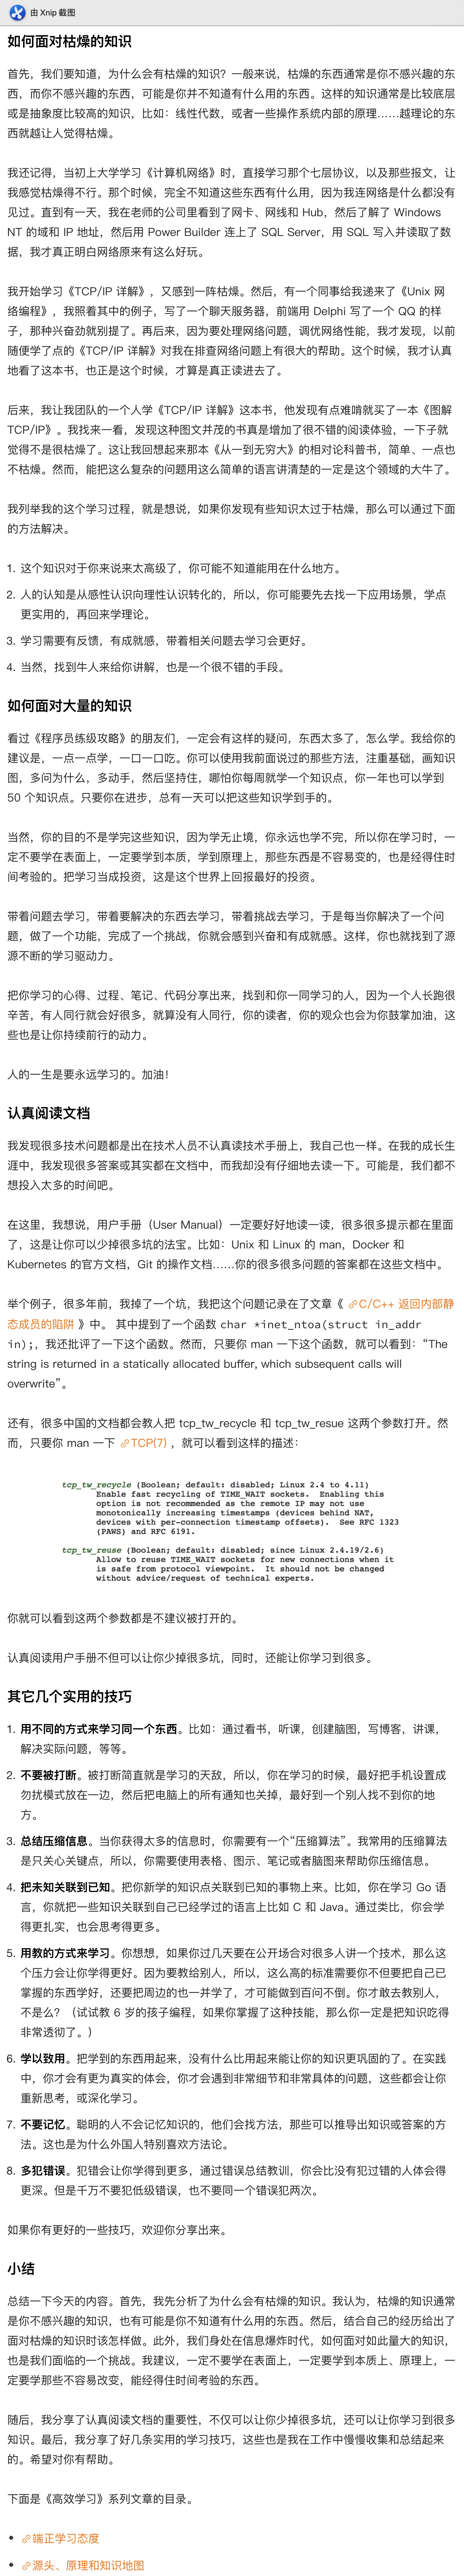 由 Xnip 截图
如何面对枯燥的知识
首先，我们要知道，为什么会有枯燥的知识？一般来说，枯燥的东西通常是你不感兴趣的东
西，而你不感兴趣的东西，可能是你并不知道有什么用的东西。这样的知识通常是比较底层
或是抽象度比较高的知识，比如：线性代数，或者一些操作系统内部的原理……越理论的东
西就越让人觉得枯燥。
我还记得，当初上大学学习《计算机网络》时，直接学习那个七层协议，以及那些报文，让
我感觉枯燥得不行。那个时候，完全不知道这些东西有什么用，因为我连网络是什么都没有
见过。直到有一天，我在老师的公司里看到了网卡、网线和 Hub，然后了解了 Windows
NT 的域和 IP 地址，然后用 Power Builder 连上了 SQL Server，用 SQL 写入并读取了数
据，我才真正明白网络原来有这么好玩。
我开始学习《TCP/IP 详解》，又感到一阵枯燥。然后，有一个同事给我递来了《Unix 网
络编程》，我照着其中的例子，写了一个聊天服务器，前端用 Delphi 写了一个 QQ 的样
子，那种兴奋劲就别提了。再后来，因为要处理网络问题，调优网络性能，我才发现，以前
随便学了点的《TCP/IP 详解》对我在排查网络问题上有很大的帮助。这个时候，我才认真
地看了这本书，也正是这个时候，才算是真正读进去了。
后来，我让我团队的一个人学《TCP/IP 详解》这本书，他发现有点难啃就买了一本《图解
TCP/IP》。我找来一看，发现这种图文并茂的书真是增加了很不错的阅读体验，一下子就
觉得不是很枯燥了。这让我回想起来那本《从一到无穷大》的相对论科普书，简单、一点也
不枯燥。然而，能把这么复杂的问题用这么简单的语言讲清楚的一定是这个领域的大牛了。
我列举我的这个学习过程，就是想说，如果你发现有些知识太过于枯燥，那么可以通过下面
的方法解决。
1. 这个知识对于你来说来太高级了，你可能不知道能用在什么地方。
2. 人的认知是从感性认识向理性认识转化的，所以，你可能要先去找一下应用场景，学点
更实用的，再回来学理论。
3. 学习需要有反馈，有成就感，带着相关问题去学习会更好。
4. 当然，找到牛人来给你讲解，也是一个很不错的手段。
如何面对大量的知识
看过《程序员练级攻略》的朋友们，一定会有这样的疑问，东西太多了，怎么学。我给你的
建议是，一点一点学，一口一口吃。你可以使用我前面说过的那些方法，注重基础，画知识
图，多问为什么，多动手，然后坚持住，哪怕你每周就学一个知识点，你一年也可以学到
50 个知识点。只要你在进步，总有一天可以把这些知识学到手的。
当然，你的目的不是学完这些知识，因为学无止境，你永远也学不完，所以你在学习时，一
定不要学在表面上，一定要学到本质，学到原理上，那些东西是不容易变的，也是经得住时
间考验的。把学习当成投资，这是这个世界上回报最好的投资。
带着问题去学习，带着要解决的东西去学习，带着挑战去学习，于是每当你解决了一个问
题，做了一个功能，完成了一个挑战，你就会感到兴奋和有成就感。这样，你也就找到了源
源不断的学习驱动力。
把你学习的心得、过程、笔记、代码分享出来，找到和你一同学习的人，因为一个人长跑很
辛苦，有人同行就会好很多，就算没有人同行，你的读者，你的观众也会为你鼓掌加油，这
些也是让你持续前行的动力。
人的一生是要永远学习的。加油！
认真阅读文档
我发现很多技术问题都是出在技术人员不认真读技术手册上，我自己也一样。在我的成长生
涯中，我发现很多答案或其实都在文档中，而我却没有仔细地去读一下。可能是，我们都不
想投入太多的时间吧。
在这里，我想说，用户手册（User Manual）一定要好好地读一读，很多很多提示都在里面
了，这是让你可以少掉很多坑的法宝。比如：Unix 和 Linux 的 man，Docker 和
Kubernetes 的官方文档，Git 的操作文档……你的很多很多问题的答案都在这些文档中。
举个例子，很多年前，我掉了一个坑，我把这个问题记录在了文章《 C/C++ 返回内部静
态成员的陷阱 》中。 其中提到了一个函数 char *inet_ntoa(struct in_addr
in);，我还批评了一下这个函数。然而，只要你 man 一下这个函数，就可以看到：“The
string is returned in a statically allocated buffer, which subsequent calls will
overwrite”。
还有，很多中国的文档都会教人把 tcp_tw_recycle 和 tcp_tw_resue 这两个参数打开。然
而，只要你 man 一下 TCP(7) ，就可以看到这样的描述：
tcp_tw_recycle (Boolean; default: disabled; Linux 2.4 to 4.11)
Enable fast recycling of TIME_WAIT sockets. Enabling this
option is not recommended as the remote IP may not use
monotonically increasing timestamps (devices behind NAT,
devices with per-connection timestamp offsets). See RFC 1323
(PAWS) and RFC 6191.
tcp_tw_reuse (Boolean; default: disabled; since Linux 2.4.19/2.6)
Allow to reuse TIME_WAIT sockets for new connections when it
is safe from protocol viewpoint. It should not be changed
without advice/request of technical experts.
你就可以看到这两个参数都是不建议被打开的。
认真阅读用户手册不但可以让你少掉很多坑，同时，还能让你学习到很多。
其它几个实用的技巧
1. 用不同的方式来学习同一个东西。比如：通过看书，听课，创建脑图，写博客，讲课，
解决实际问题，等等。
2. 不要被打断。被打断简直就是学习的天敌，所以，你在学习的时候，最好把手机设置成
勿扰模式放在一边，然后把电脑上的所有通知也关掉，最好到一个别人找不到你的地
方。
3. 总结压缩信息。当你获得太多的信息时，你需要有一个“压缩算法”。我常用的压缩算法
是只关心关键点，所以，你需要使用表格、图示、笔记或者脑图来帮助你压缩信息。
4. 把未知关联到已知。把你新学的知识点关联到已知的事物上来。比如，你在学习 Go 语
言，你就把一些知识关联到自己已经学过的语言上比如 C 和 Java。通过类比，你会学
得更扎实，也会思考得更多。
5. 用教的方式来学习。你想想，如果你过几天要在公开场合对很多人讲一个技术，那么这
个压力会让你学得更好。因为要教给别人，所以，这么高的标准需要你不但要把自己已
掌握的东西学好，还要把周边的也一并学了，才可能做到百问不倒。你才敢去教别人，
不是么？（试试教 6 岁的孩子编程，如果你掌握了这种技能，那么你一定是把知识吃得
非常透彻了。）
6. 学以致用。把学到的东西用起来，没有什么比用起来能让你的知识更巩固的了。在实践
中，你才会有更为真实的体会，你才会遇到非常细节和非常具体的问题，这些都会让你
重新思考，或深化学习。
7. 不要记忆。聪明的人不会记忆知识的，他们会找方法，那些可以推导出知识或答案的方
法。这也是为什么外国人特别喜欢方法论。
8. 多犯错误。犯错会让你学得到更多，通过错误总结教训，你会比没有犯过错的人体会得
更深。但是千万不要犯低级错误，也不要同一个错误犯两次。
如果你有更好的一些技巧，欢迎你分享出来。
小结
总结一下今天的内容。首先，我先分析了为什么会有枯燥的知识。我认为，枯燥的知识通常
是你不感兴趣的知识，也有可能是你不知道有什么用的东西。然后，结合自己的经历给出了
面对枯燥的知识时该怎样做。此外，我们身处在信息爆炸时代，如何面对如此量大的知识，
也是我们面临的一个挑战。我建议，一定不要学在表面上，一定要学到本质上、原理上，一
定要学那些不容易改变，能经得住时间考验的东西。
随后，我分享了认真阅读文档的重要性，不仅可以让你少掉很多坑，还可以让你学习到很多
知识。最后，我分享了好几条实用的学习技巧，这些也是我在工作中慢慢收集和总结起来
的。希望对你有帮助。
下面是《高效学习》系列文章的目录。
• 端正学习态度
• 源头、原理和知识地图